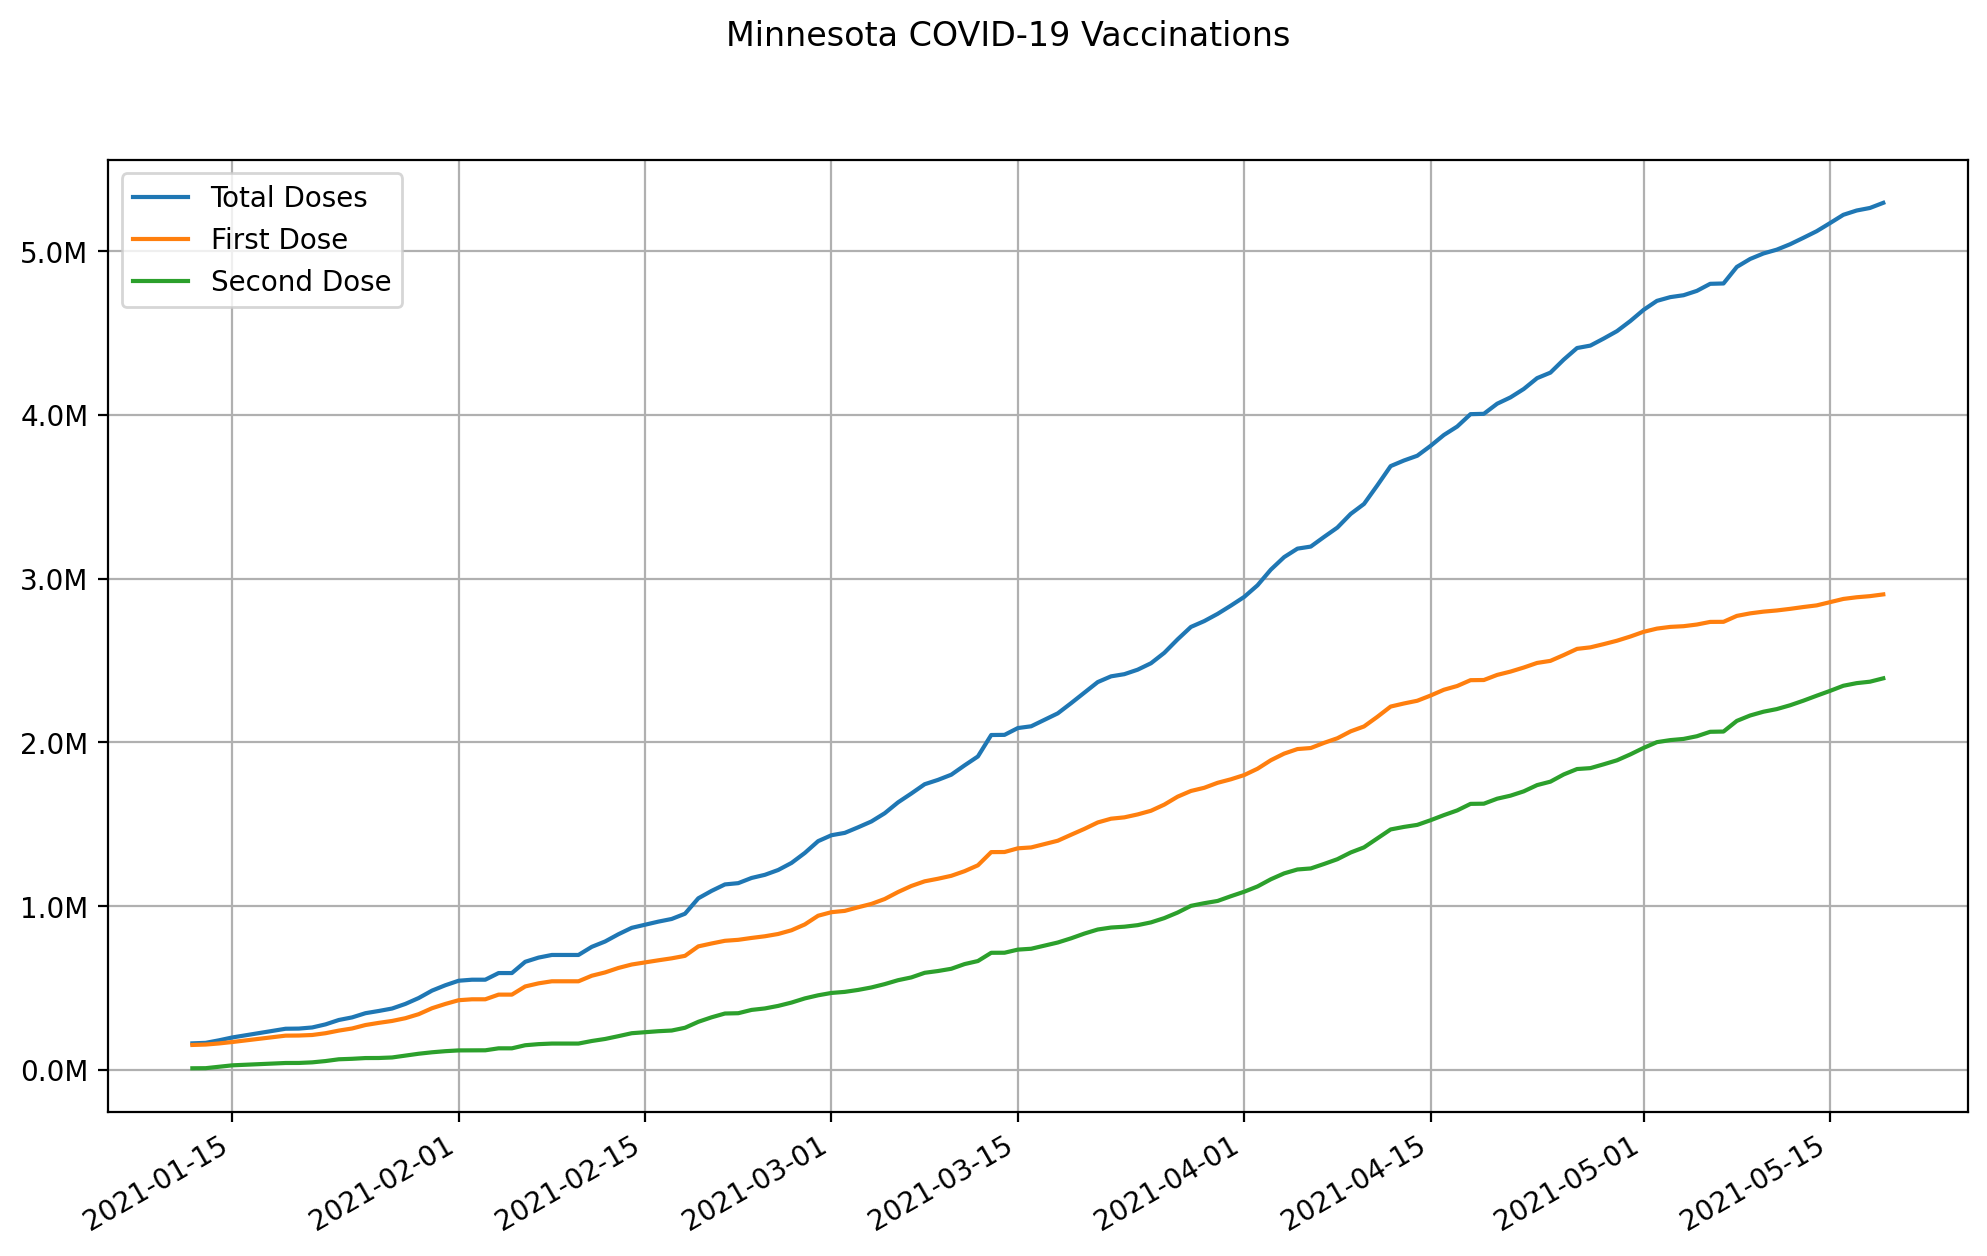 Minnesota COVID-19 Vaccinations
Total Doses
First Dose
Second Dose
5.0M
4.0M
3.0M
2.0M
1.0M
0.0M
2021-01-15
2021-02-01
2021-02-15
2021-03-01
2021-03-15
2021-04-01
2021-04-15
2021-05-01
2021-05-15